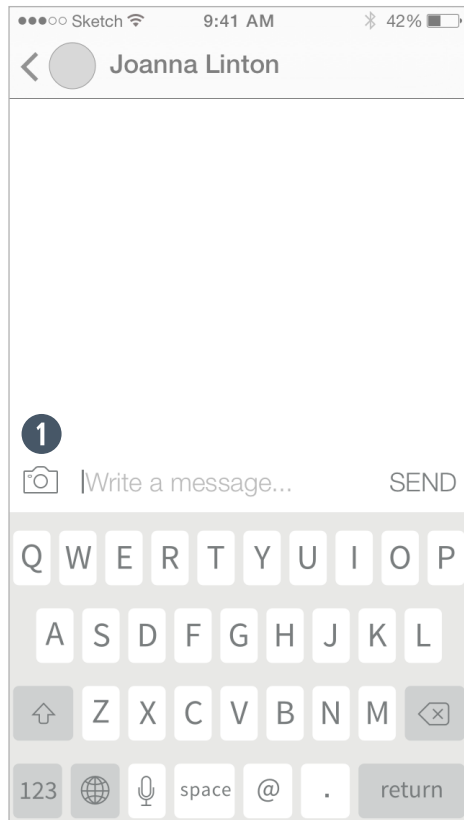 Sketch 9:41 AM 42%
Joanna Linton
1
Write a message... SEND
Q W E R T Y U I O P
A S D F G H J K L
Z X C V B N M
123 space @ . return